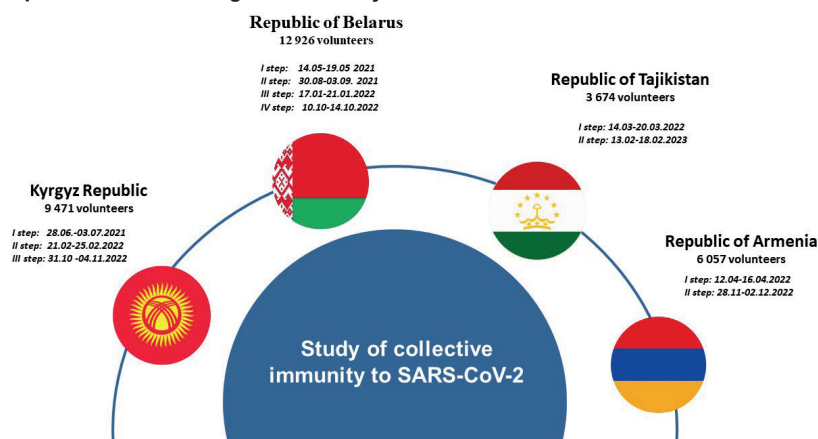 Republic of Belarus
12 926 volunteers
I step: 14.05-19.05 2021
II step: 30.08-03.09. 2021
III step: 17.01-21.01.2022
IV step: 10.10-14.10.2022
Republic of Tajikistan
3 674 volunteers
I step: 14.03-20.03.2022
II step: 13.02-18.02.2023
Kyrgyz Republic
9 471 volunteers
I step: 28.06.-03.07.2021
II step: 21.02-25.02.2022
III step: 31.10 -04.11.2022
Republic of Armenia
6 057 volunteers
I step: 12.04-16.04.2022
II step: 28.11-02.12.2022
Study of collective
immunity to SARS-CoV-2